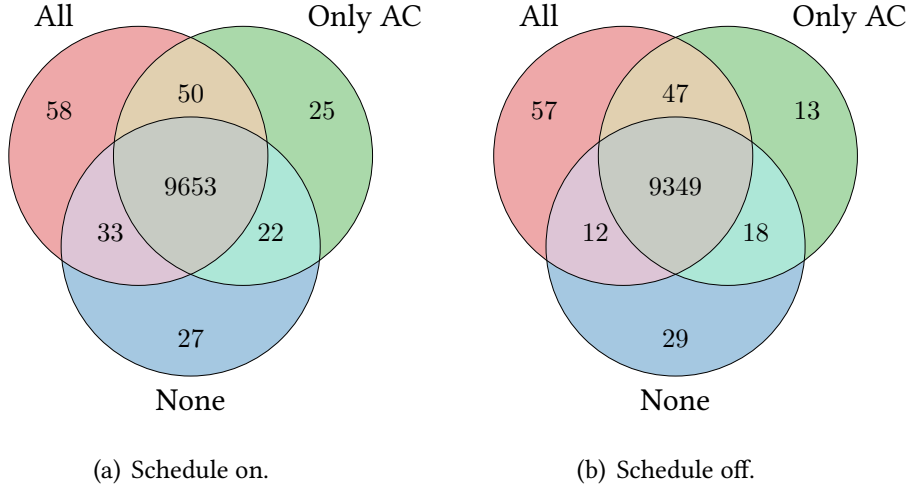 All
Only AC
58
50
25
9653
33
22
27
None
(a) Schedule on.
All
Only AC
57
47
13
9349
12
18
29
None
(b) Schedule off.